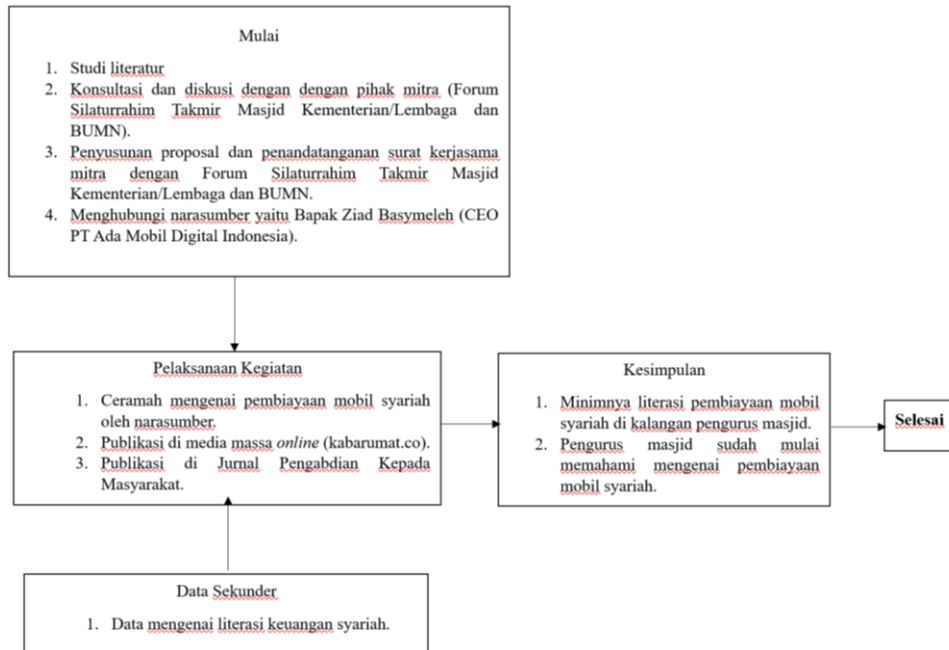 Mulai
1. Studi literatur
2. Konsultasi dan diskusi dengan dengan pihak mitra (Forum
Silaturrahim Takmir Masjid Kementerian/Lembaga dan
BUMN).
3. Penyusunan proposal dan penandatanganan surat kerjasama
mitra dengan Forum Silaturrahim Takmir Masjid
Kementerian/Lembaga dan BUMN.
4. Menghubungi narasumber yaitu Bapak Ziad Basymeleh (CEO
PT Ada Mobil Digital Indonesia).
Pelaksanaan Kegiatan
1. Ceramah mengenai pembiayaan mobil syariah
oleh narasumber.
2. Publikasi di media massa online (kabarumat.co).
3. Publikasi di Jurnal Pengabdian Kepada
Masyarakat.
Kesimpulan
1. Minimnya literasi pembiayaan mobil
syariah di kalangan pengurus masjid.
2. Pengurus masjid sudah mulai
memahami mengenai pembiayaan
mobil syariah.
Selesai
Data Sekunder
1. Data mengenai literasi keuangan syariah.